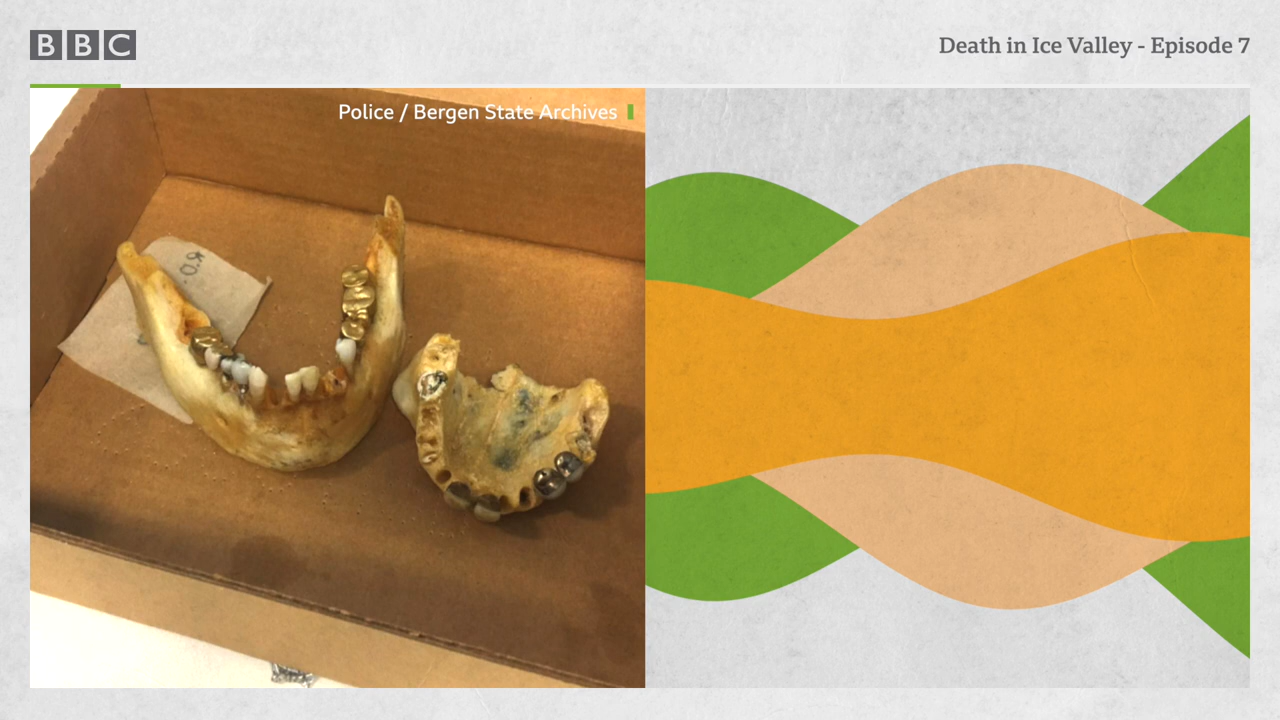 BBC
Death in Ice Valley - Episode 7
Police / Bergen State Archives